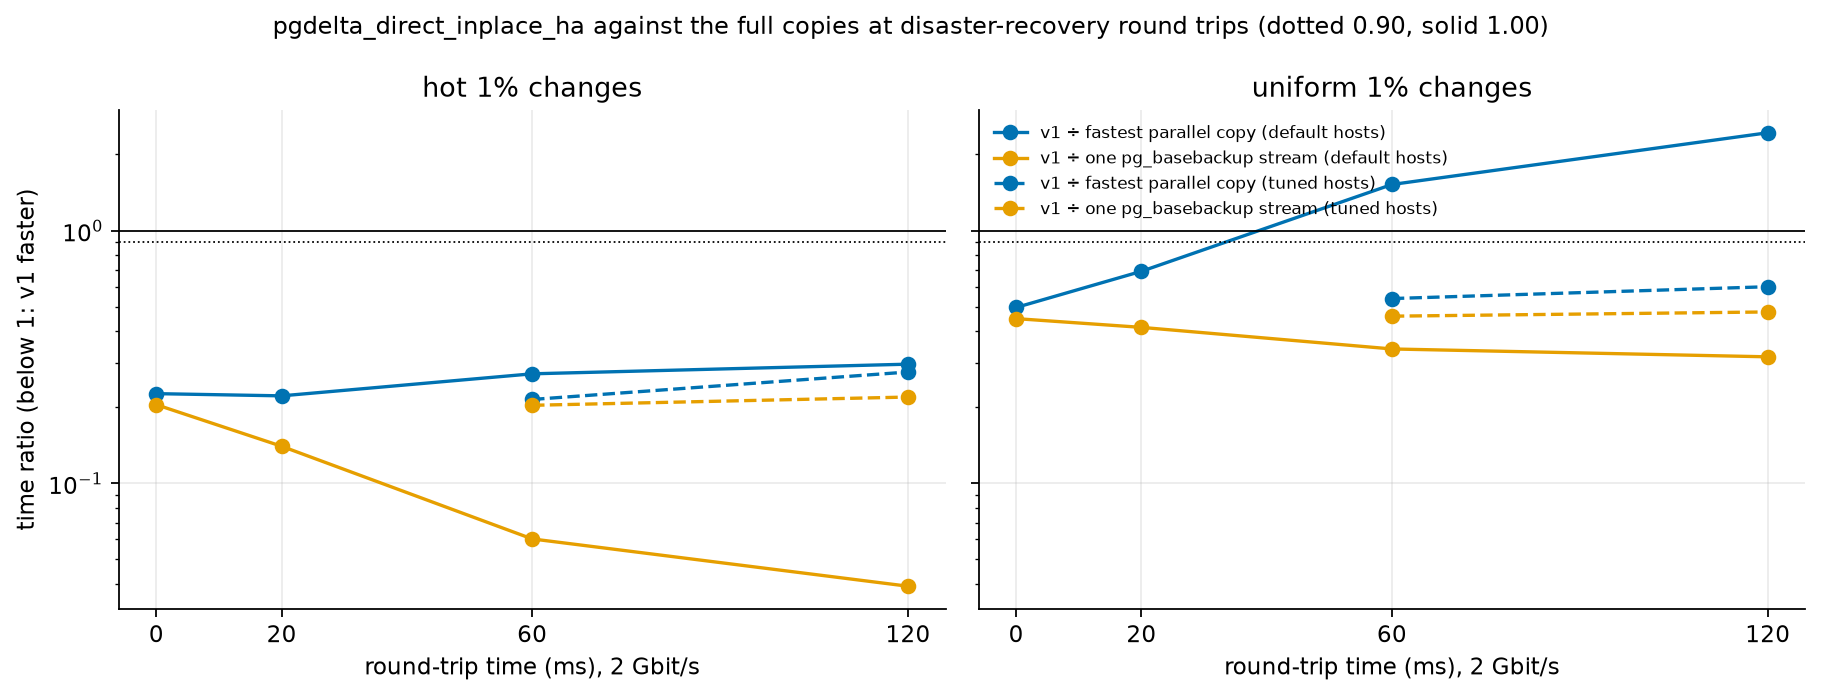 pgdelta_direct_inplace_ha against the full copies at disaster-recovery round trips (dotted 0.90, solid 1.00)
hot 1% changes
time ratio (below 1: v1 faster)
10⁰
10⁻¹
0 20 60 120
round-trip time (ms), 2 Gbit/s
uniform 1% changes
v1 ÷ fastest parallel copy (default hosts)
v1 ÷ one pg_basebackup stream (default hosts)
v1 ÷ fastest parallel copy (tuned hosts)
v1 ÷ one pg_basebackup stream (tuned hosts)
0 20 60 120
round-trip time (ms), 2 Gbit/s